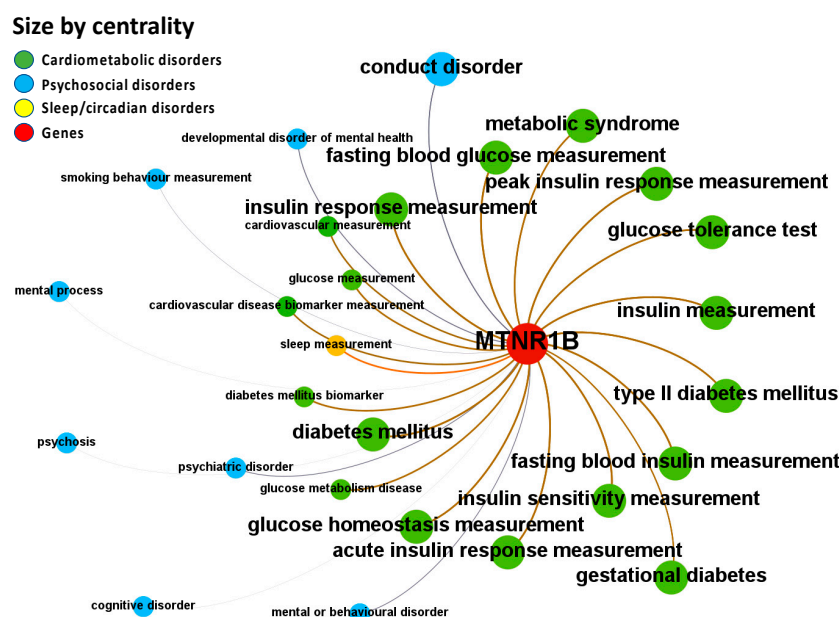 Size by centrality
Cardiometabolic disorders
Psychosocial disorders
Sleep/circadian disorders
Genes
conduct disorder
metabolic syndrome
developmental disorder of mental health
fasting blood glucose measurement
smoking behaviour measurement
peak insulin response measurement
insulin response measurement
cardiovascular measurement
glucose tolerance test
glucose measurement
mental process
cardiovascular disease biomarker measurement
insulin measurement
sleep measurement
MTNR1B
diabetes mellitus biomarker
type II diabetes mellitus
diabetes mellitus
psychosis
psychiatric disorder
fasting blood insulin measurement
glucose metabolism disease
insulin sensitivity measurement
glucose homeostasis measurement
acute insulin response measurement
gestational diabetes
cognitive disorder
mental or behavioural disorder